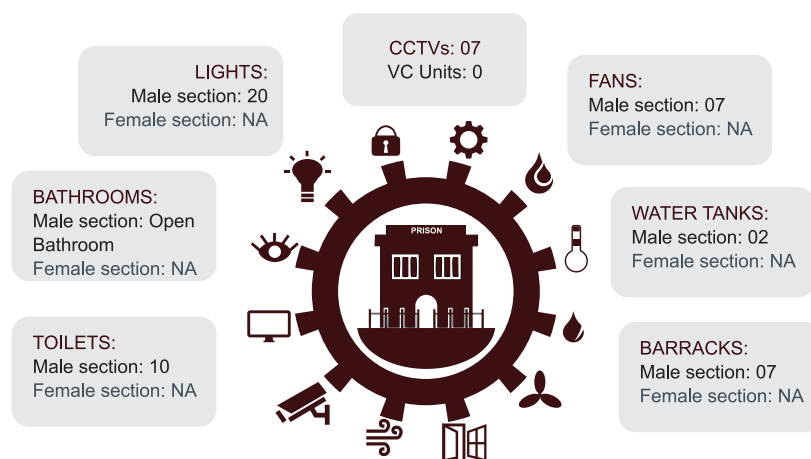 CCTVs: 07
VC Units: 0
LIGHTS:
Male section: 20
Female section: NA
FANS:
Male section: 07
Female section: NA
BATHROOMS:
Male section: Open
Bathroom
Female section: NA
PRISON
WATER TANKS:
Male section: 02
Female section: NA
TOILETS:
Male section: 10
Female section: NA
BARRACKS:
Male section: 07
Female section: NA